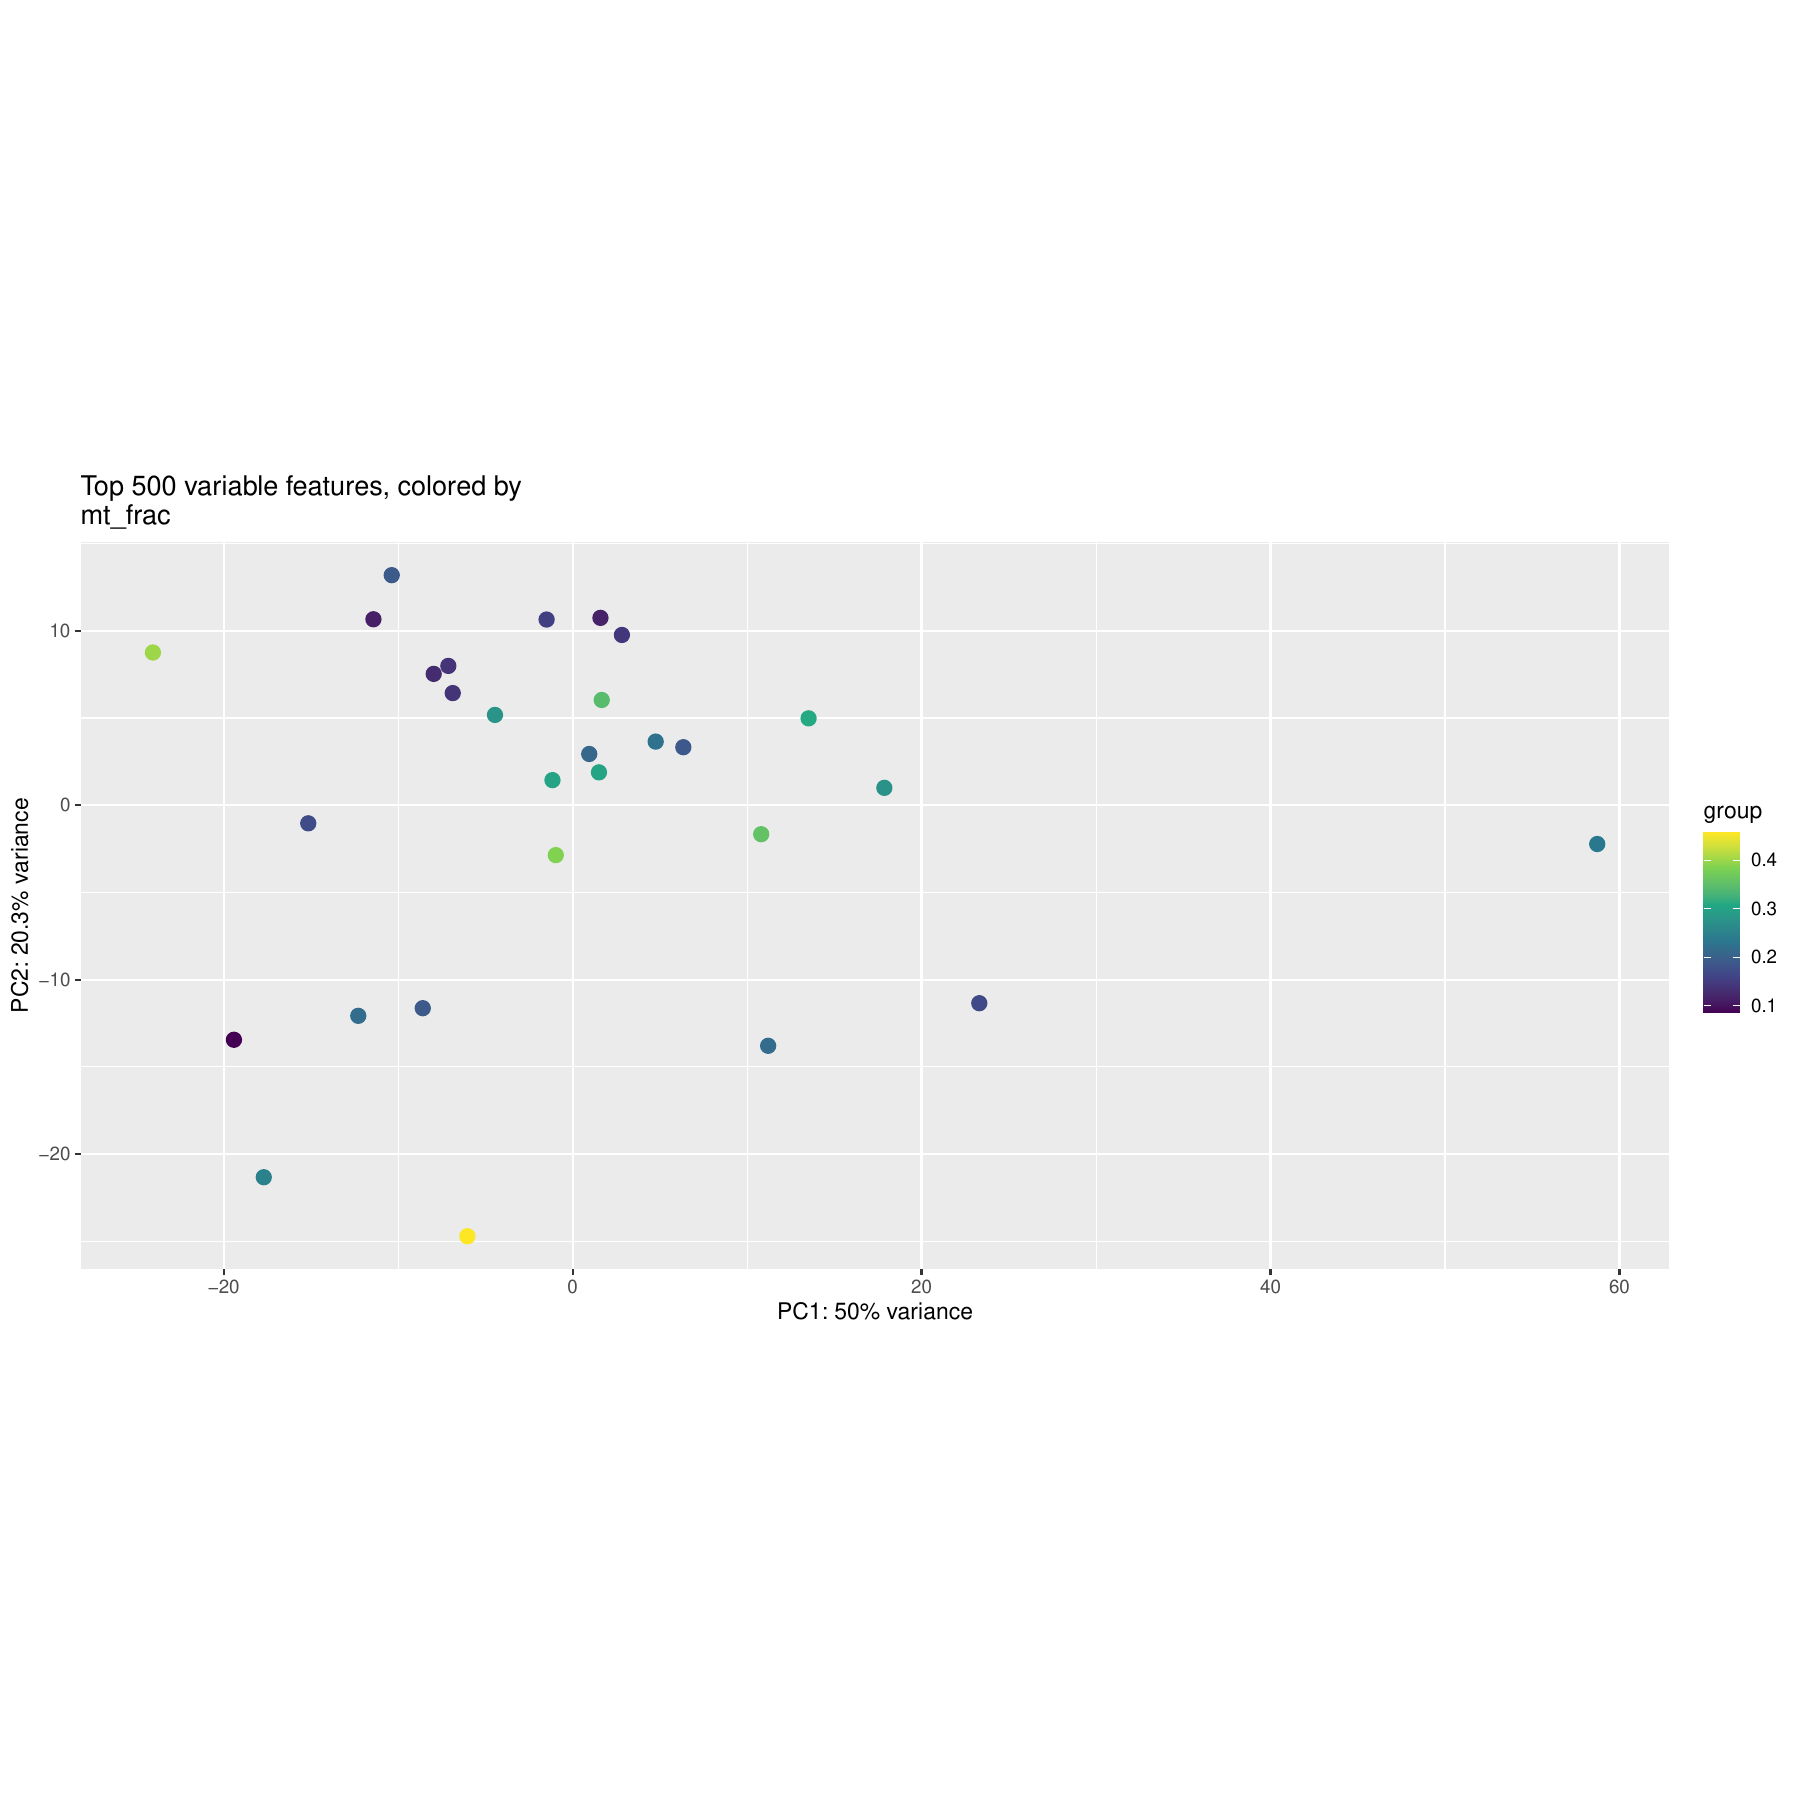 Top 500 variable features, colored by
mt_frac
10
0
−10
−20
PC2: 20.3% variance
−20
0
20
40
60
PC1: 50% variance
group
0.4
0.3
0.2
0.1